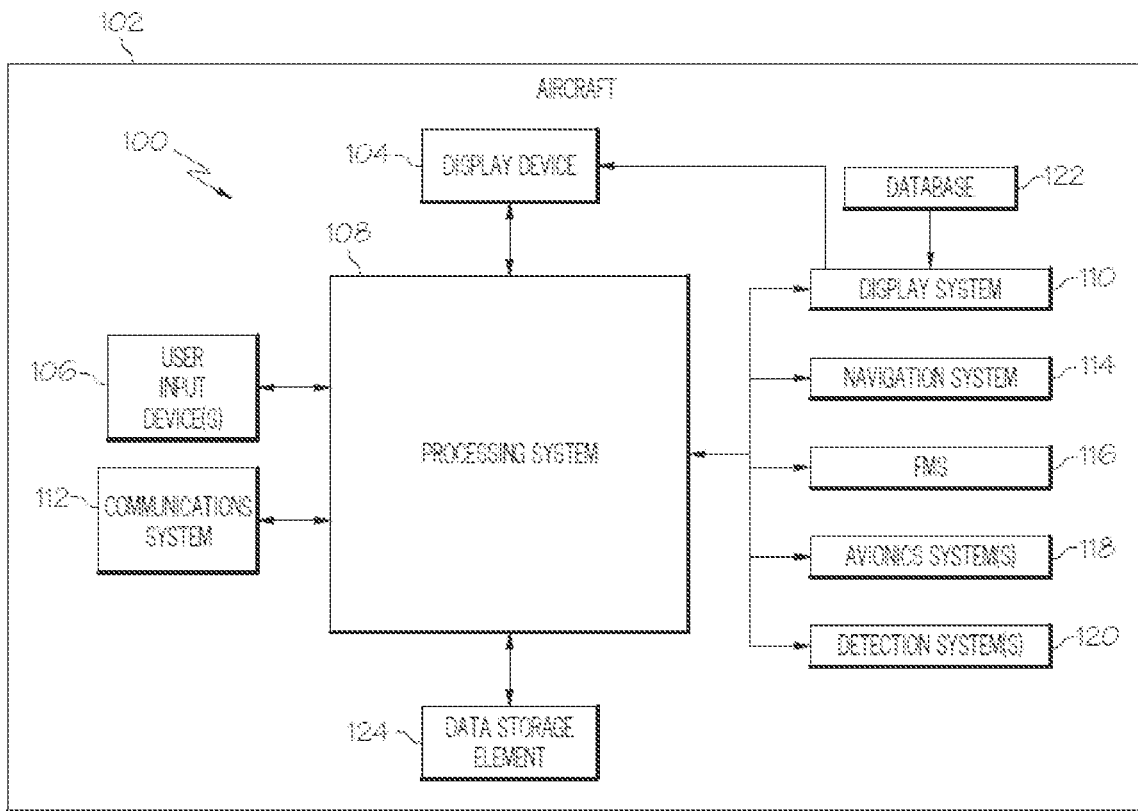 102
AIRCRAFT
100
104
DISPLAY DEVICE
DATABASE
122
108
DISPLAY SYSTEM
110
106
USER
INPUT
DEVICE(S)
NAVIGATION SYSTEM
114
PROCESSING SYSTEM
FMS
116
112
COMMUNICATIONS
SYSTEM
AVIONICS SYSTEM(S)
118
DETECTION SYSTEM(S)
120
124
DATA STORAGE
ELEMENT